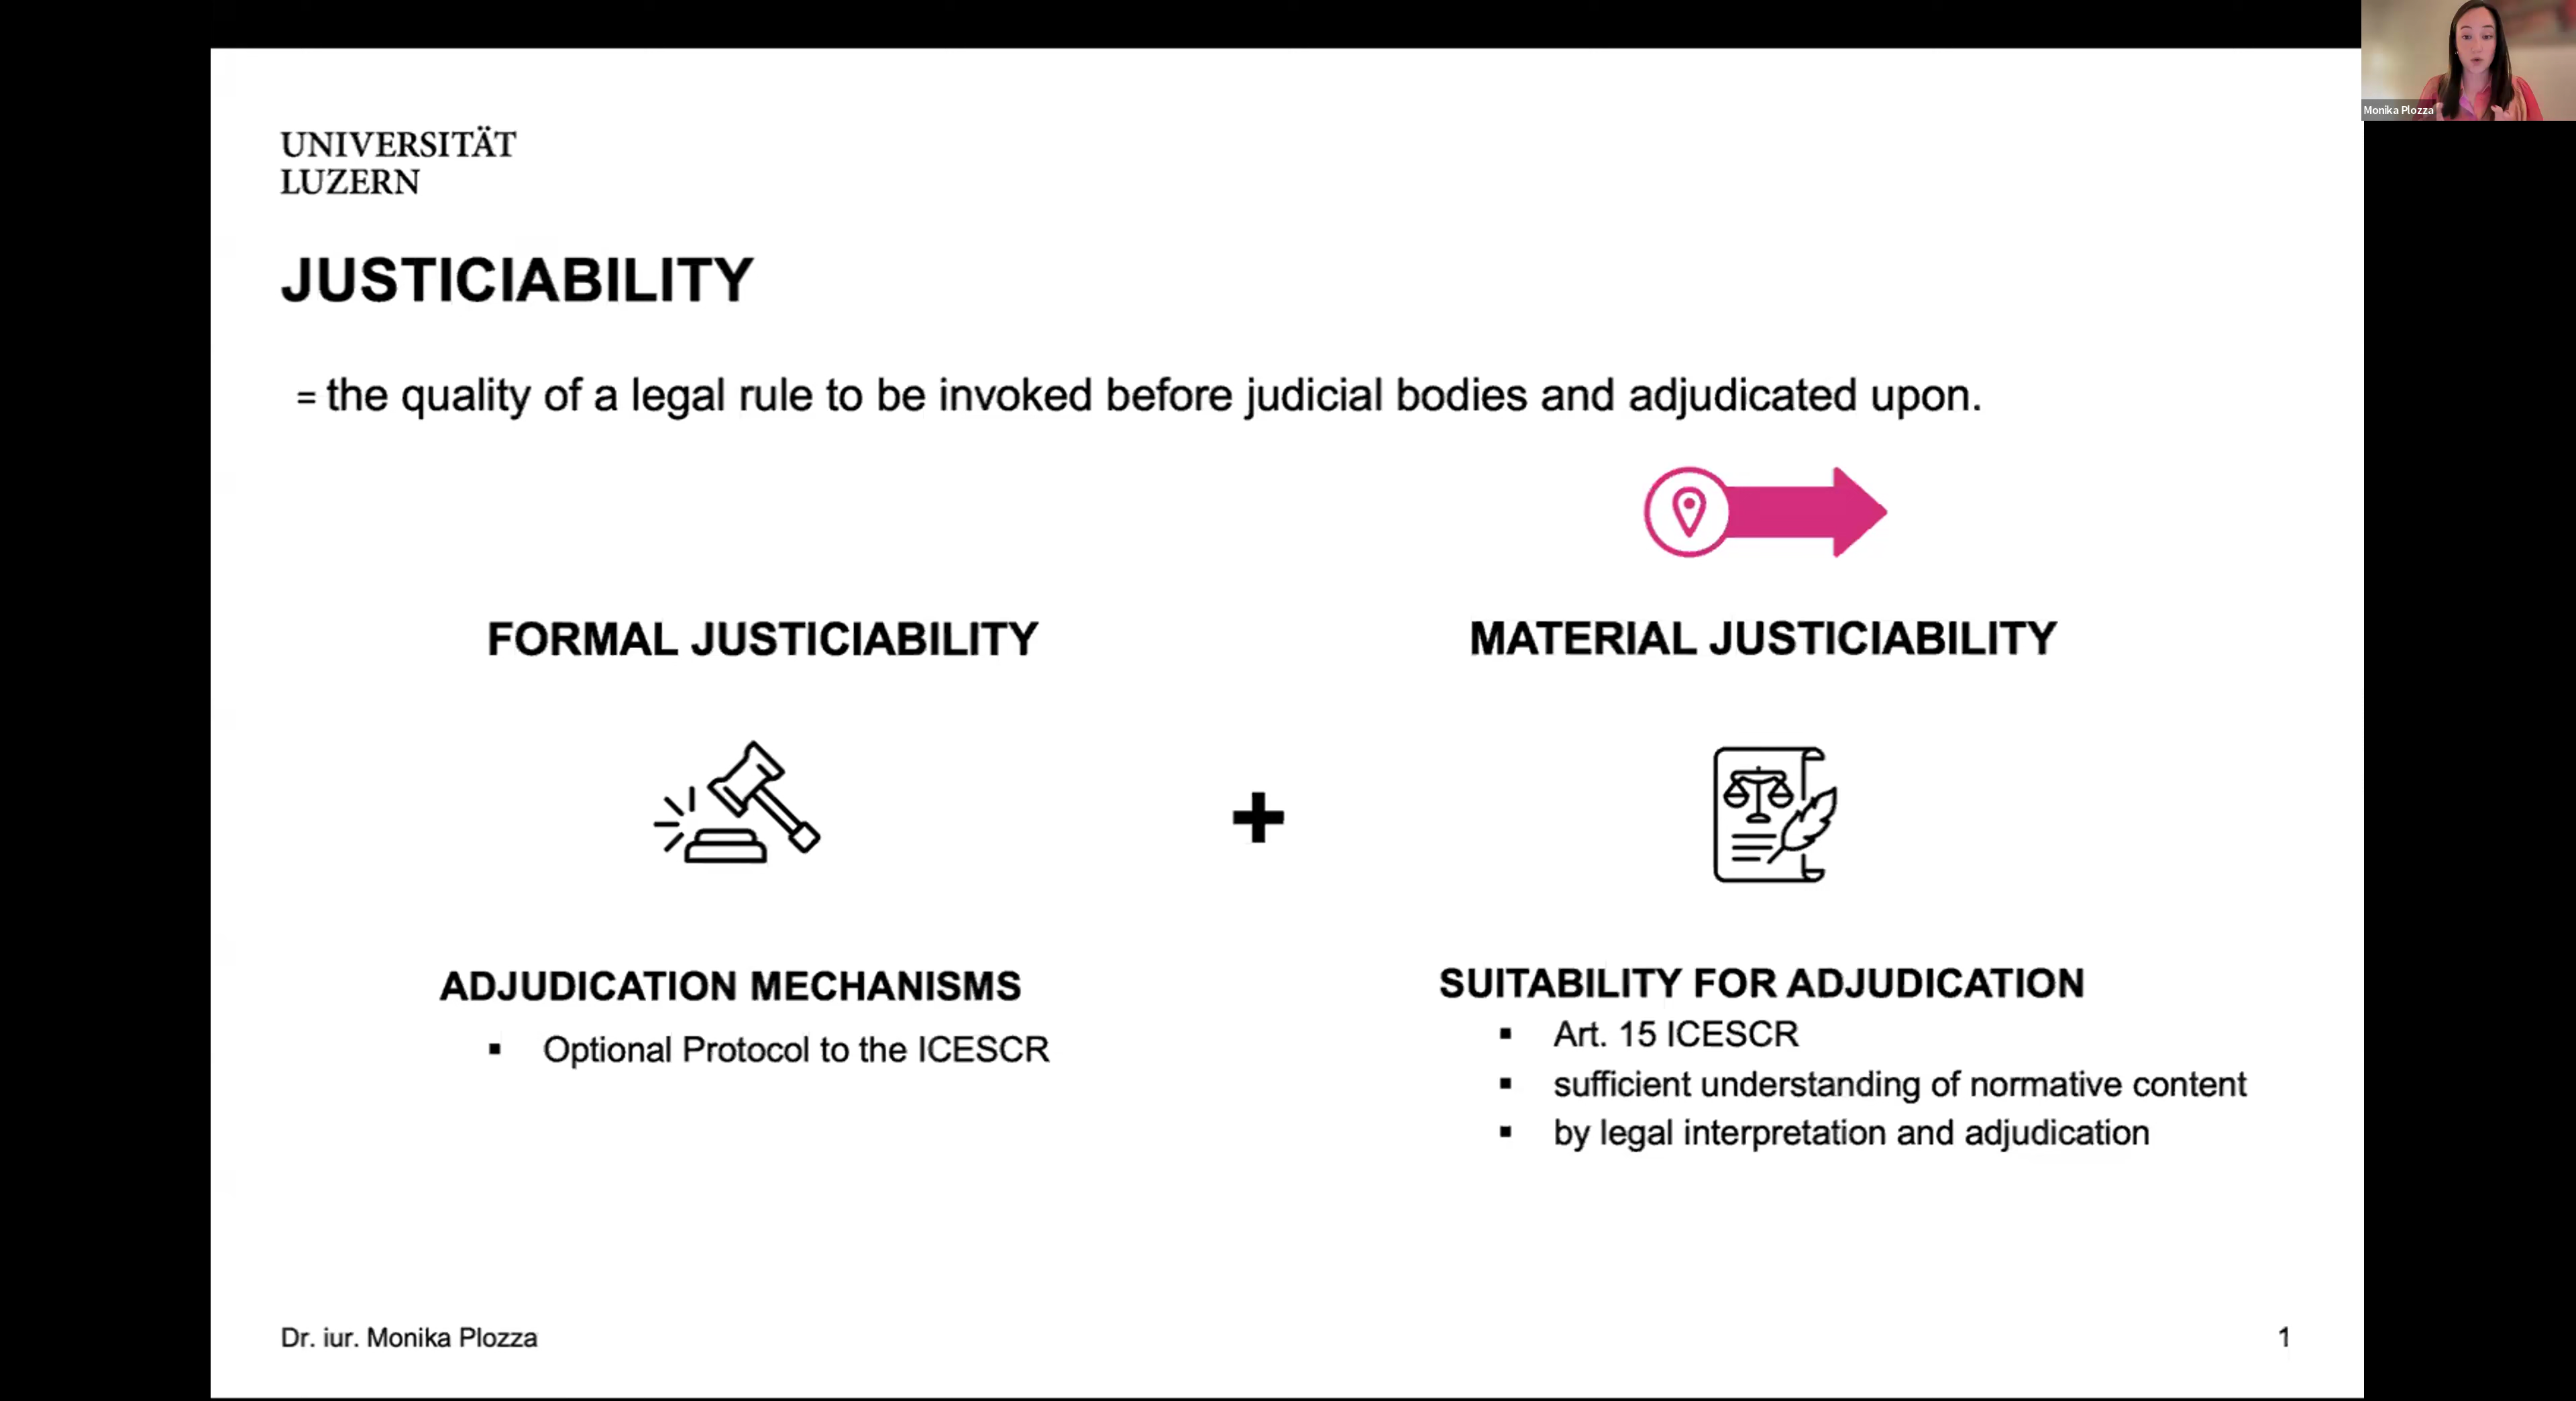 Monika Plozza
UNIVERSITÄT
LUZERN
JUSTICIABILITY
= the quality of a legal rule to be invoked before judicial bodies and adjudicated upon.
FORMAL JUSTICIABILITY
MATERIAL JUSTICIABILITY
+
ADJUDICATION MECHANISMS
▪ Optional Protocol to the ICESCR
SUITABILITY FOR ADJUDICATION
▪ Art. 15 ICESCR
▪ sufficient understanding of normative content
▪ by legal interpretation and adjudication
Dr. iur. Monika Plozza
1